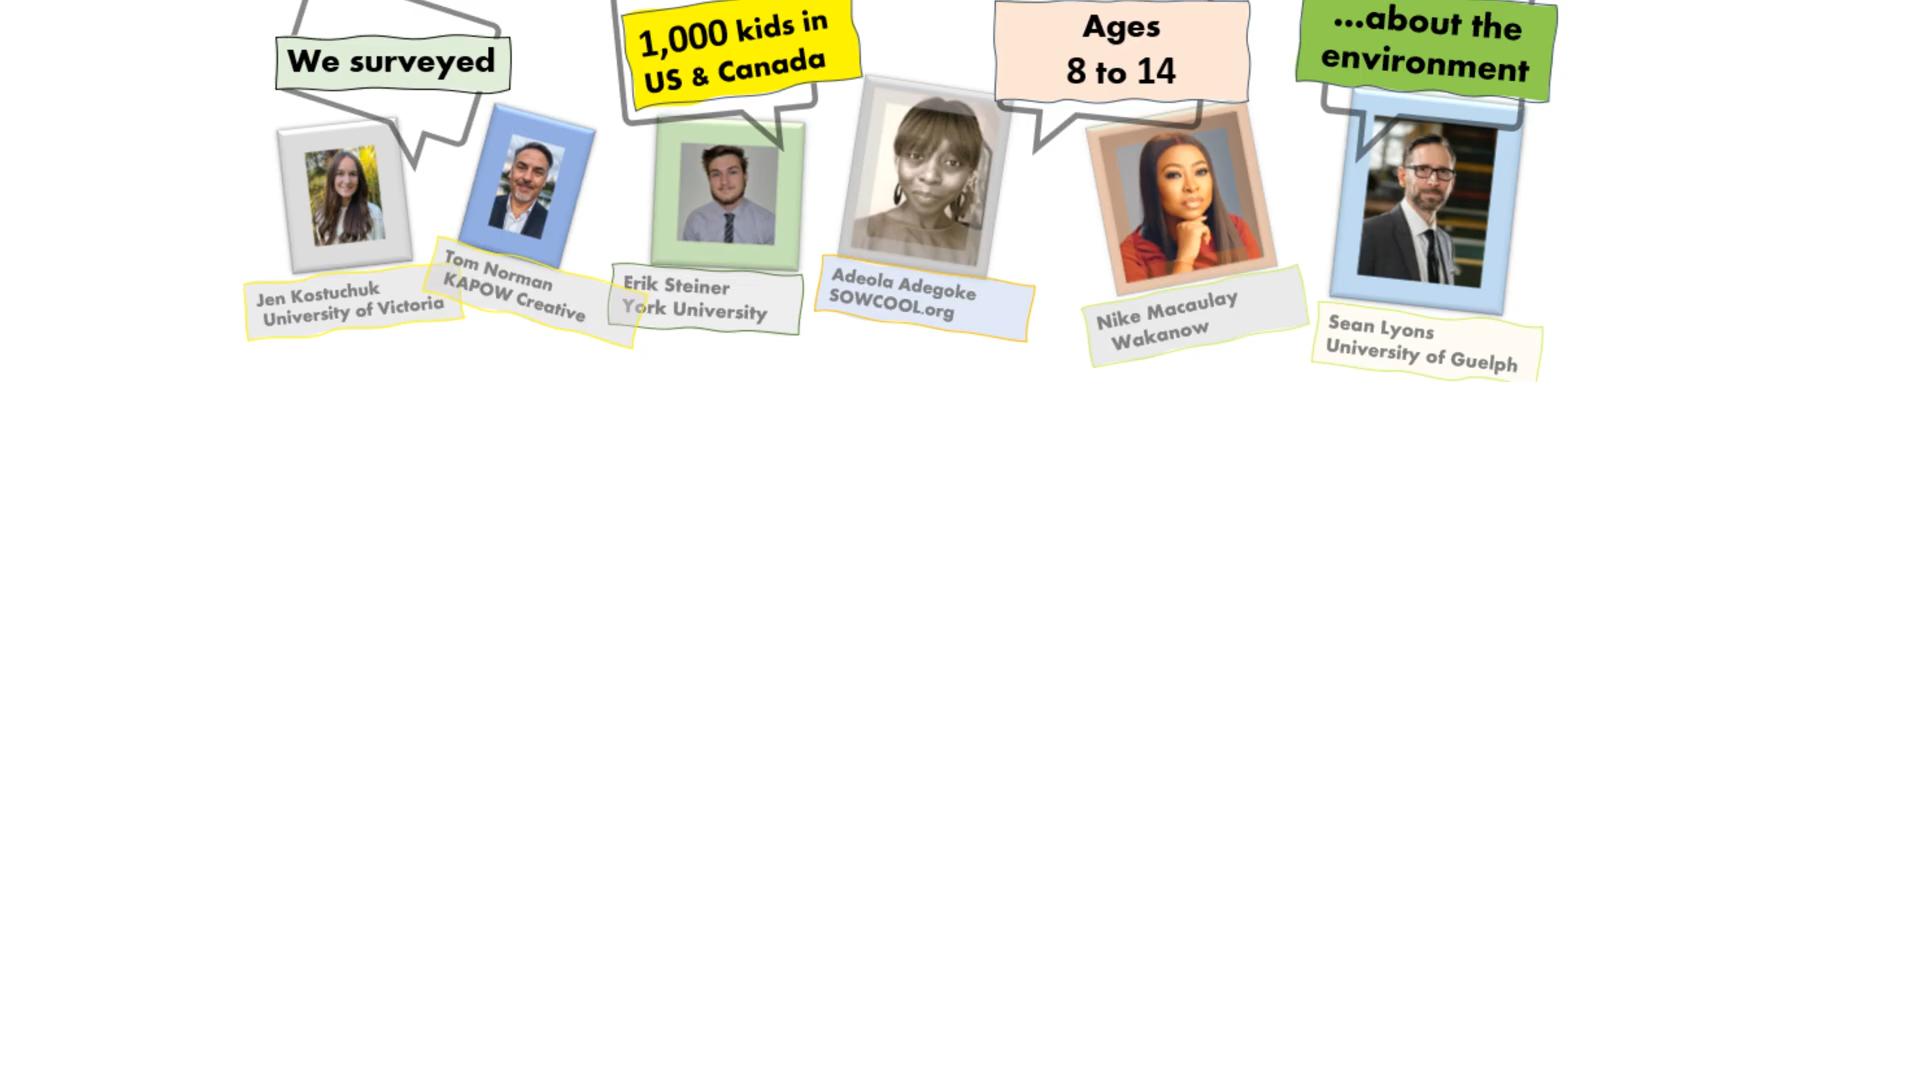 We surveyed
1,000 kids in
US & Canada
Ages
8 to 14
...about the
environment
Jen Kostuchuk
University of Victoria
Tom Norman
KAPOW Creative
Erik Steiner
York University
Adeola Adegoke
SOWCOOL.org
Nike Macaulay
Wakanow
Sean Lyons
University of Guelph